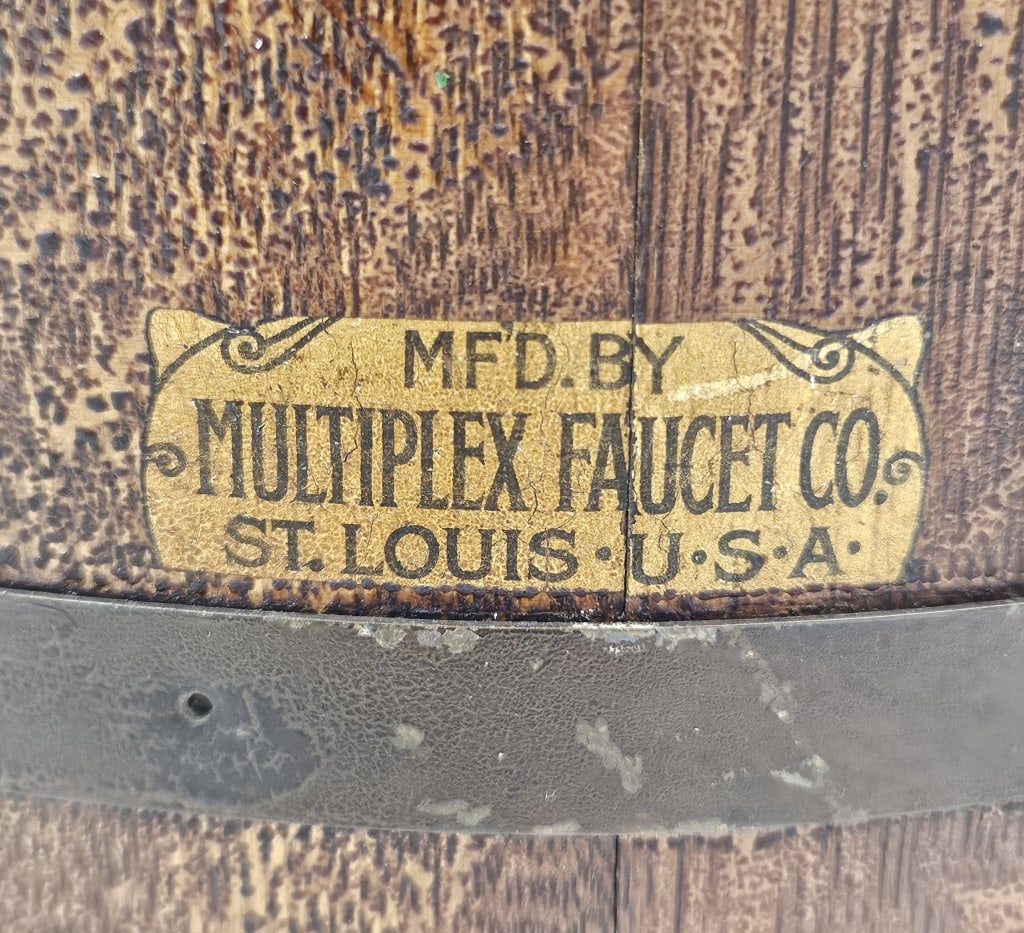 MF'D. BY
MULTIPLEX FAUCET CO.
ST. LOUIS · U · S · A ·